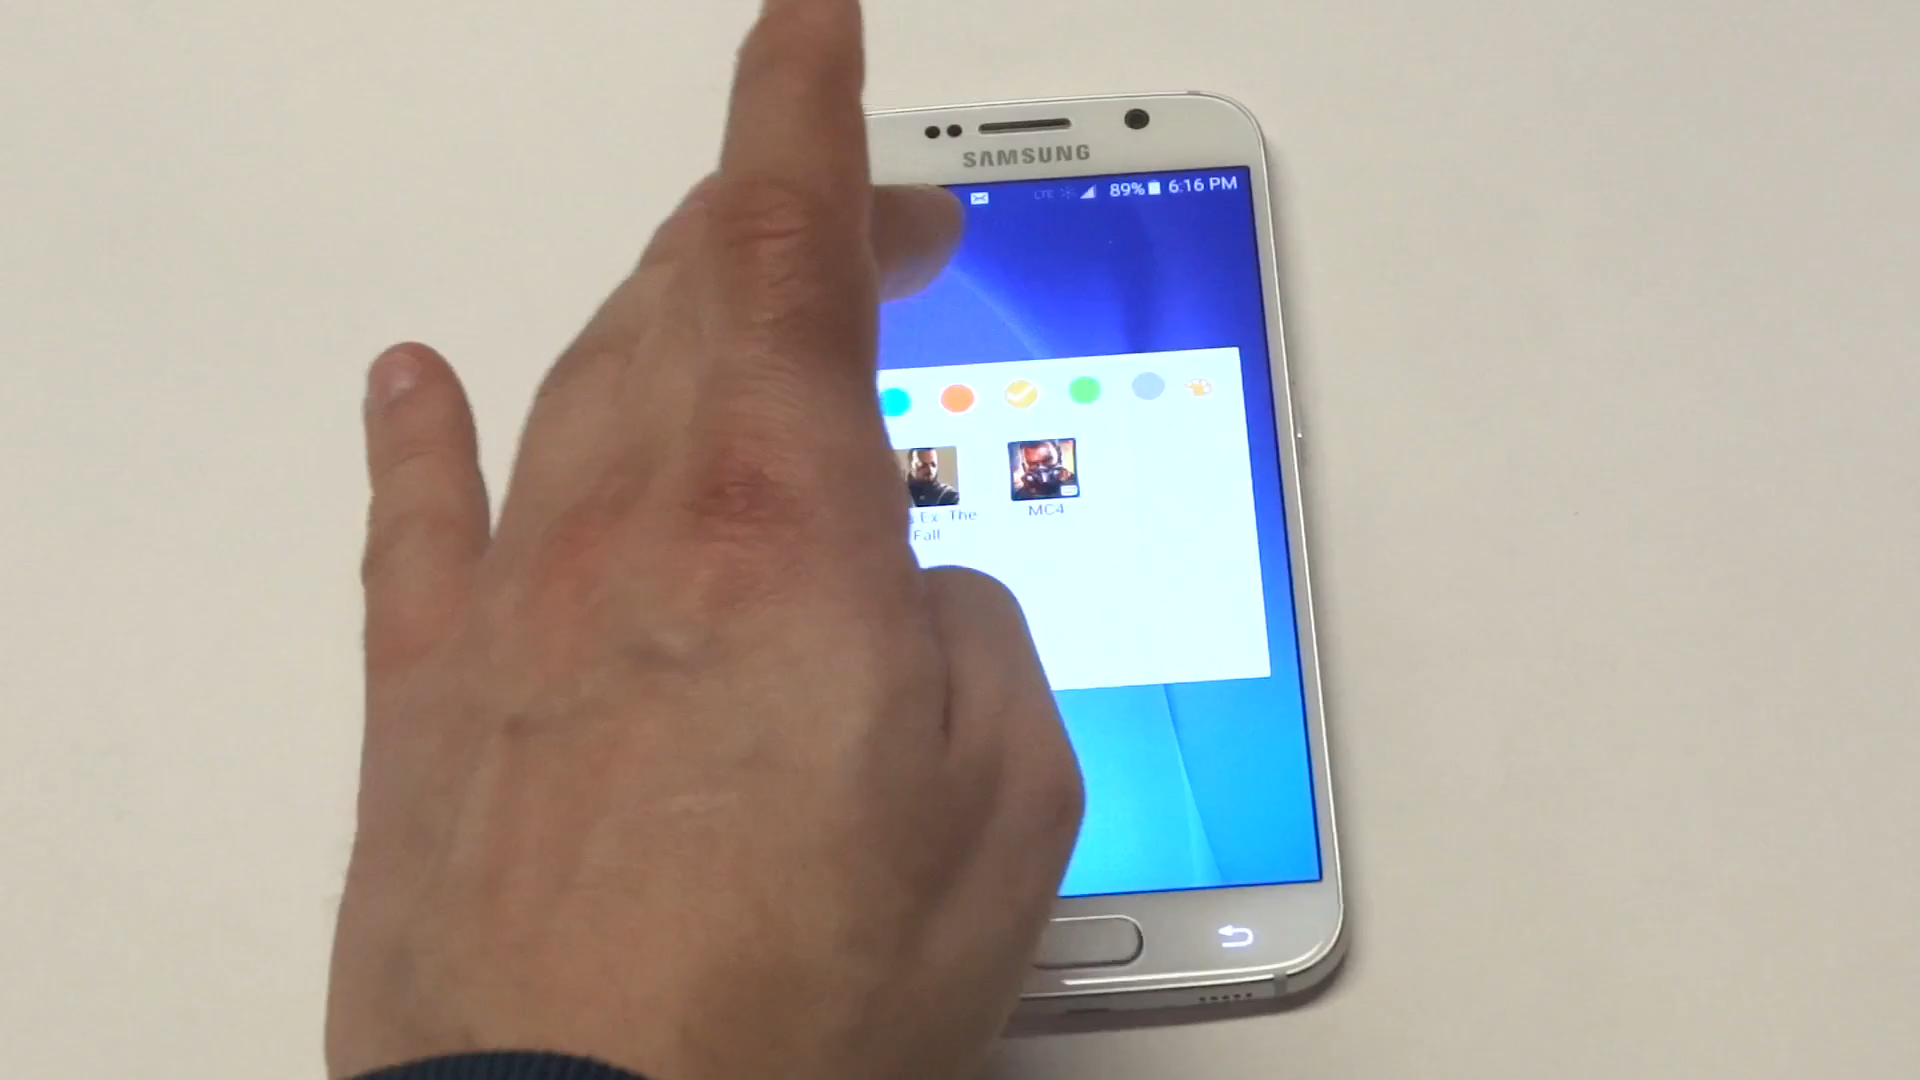 SAMSUNG
LTE 89% 6:16 PM
Ex: The
Fall
MC4